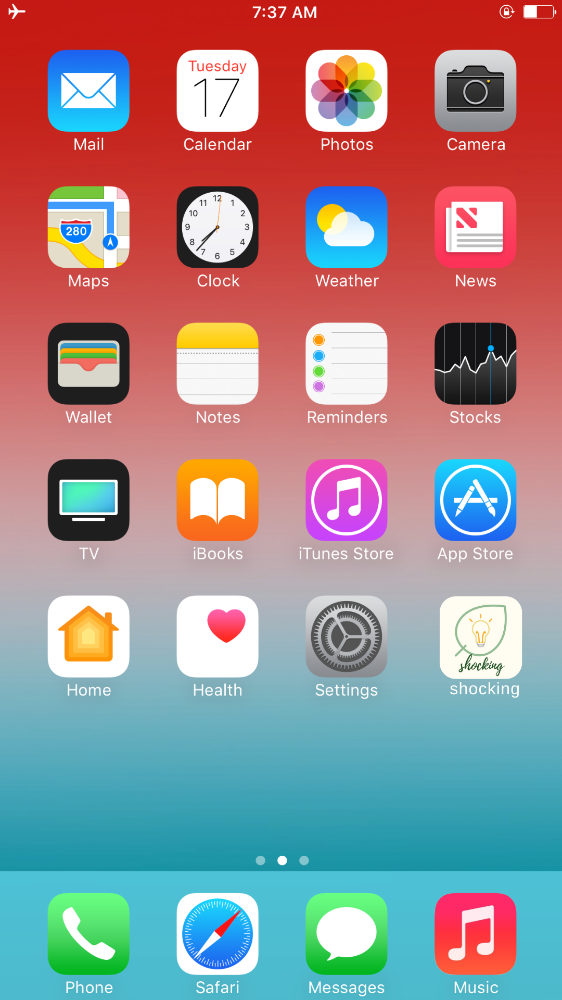 7:37 AM
Tuesday
17
Mail
Calendar
Photos
Camera
280
12
1
2
3
4
5
6
7
8
9
10
11
Maps
Clock
Weather
News
Wallet
Notes
Reminders
Stocks
TV
iBooks
iTunes Store
App Store
shocking
Home
Health
Settings
shocking
Phone
Safari
Messages
Music